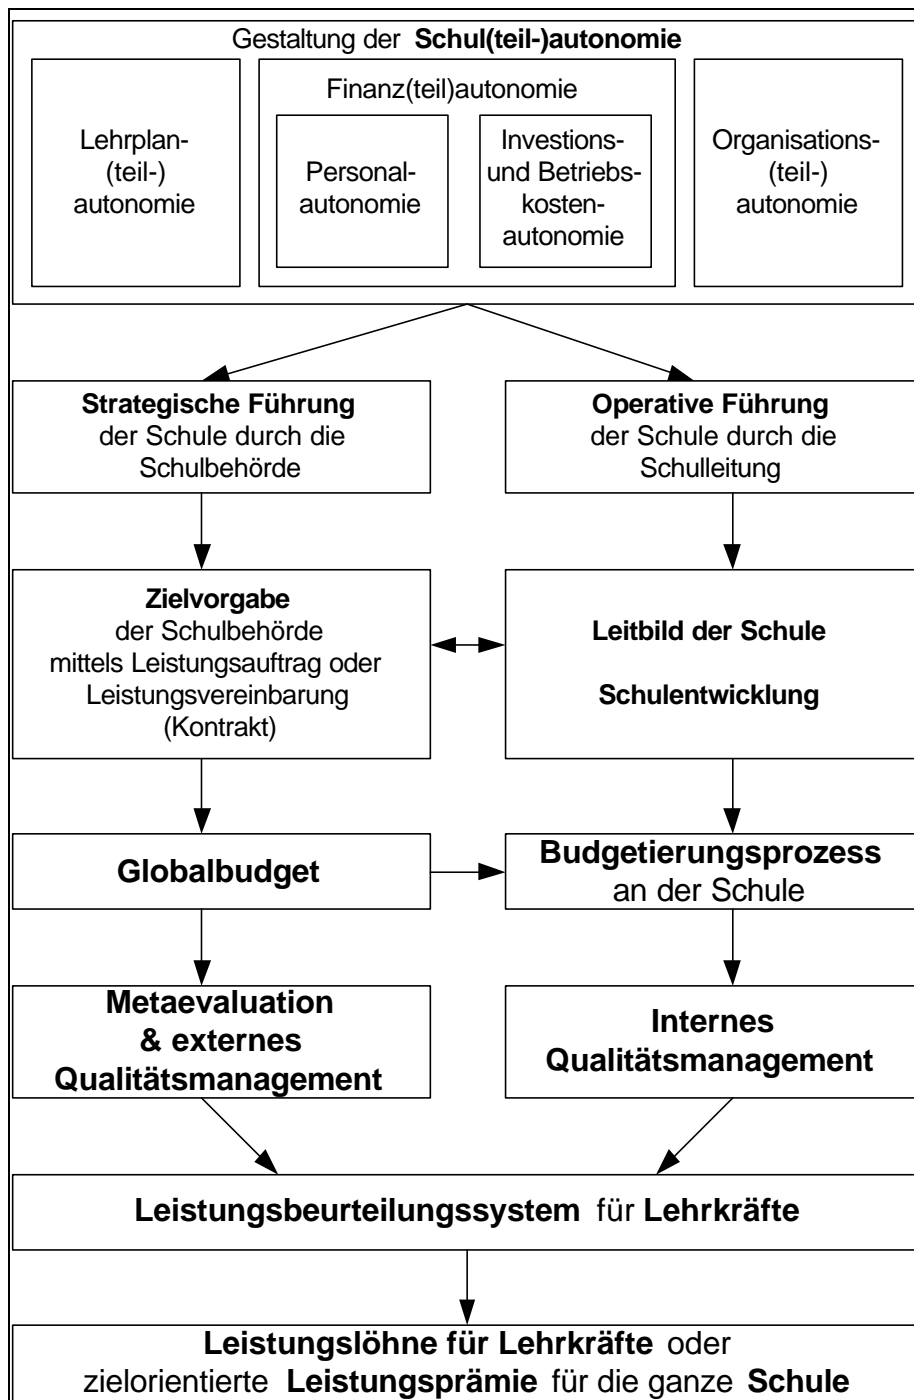 Gestaltung der Schul(teil-)autonomie
Lehrplan-
(teil-)
autonomie
Finanz(teil)autonomie
Personal-
autonomie
Investions-
und Betriebs-
kosten-
autonomie
Organisations-
(teil-)
autonomie
Strategische Führung
der Schule durch die
Schulbehörde
Operative Führung
der Schule durch die
Schulleitung
Zielvorgabe
der Schulbehörde
mittels Leistungsauftrag oder
Leistungsvereinbarung
(Kontrakt)
Leitbild der Schule
Schulentwicklung
Globalbudget
Budgetierungsprozess
an der Schule
Metaevaluation
& externes
Qualitätsmanagement
Internes
Qualitätsmanagement
Leistungsbeurteilungssystem für Lehrkräfte
Leistungslöhne für Lehrkräfte oder
zielorientierte Leistungsprämie für die ganze Schule